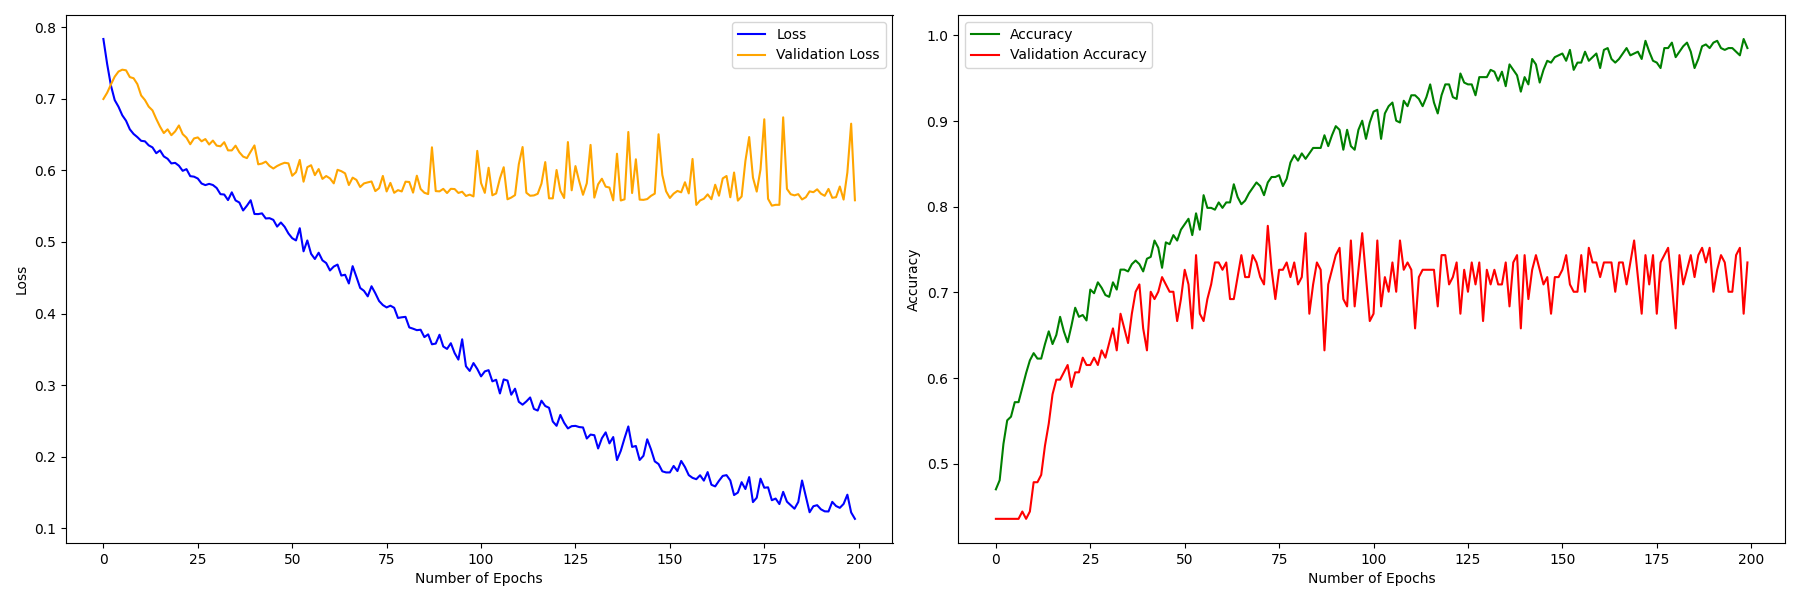 0.8
0.7
0.6
0.5
0.4
0.3
0.2
0.1
Loss
0 25 50 75 100 125 150 175 200
Number of Epochs
Loss
Validation Loss
1.0
0.9
0.8
0.7
0.6
0.5
Accuracy
0 25 50 75 100 125 150 175 200
Number of Epochs
Accuracy
Validation Accuracy